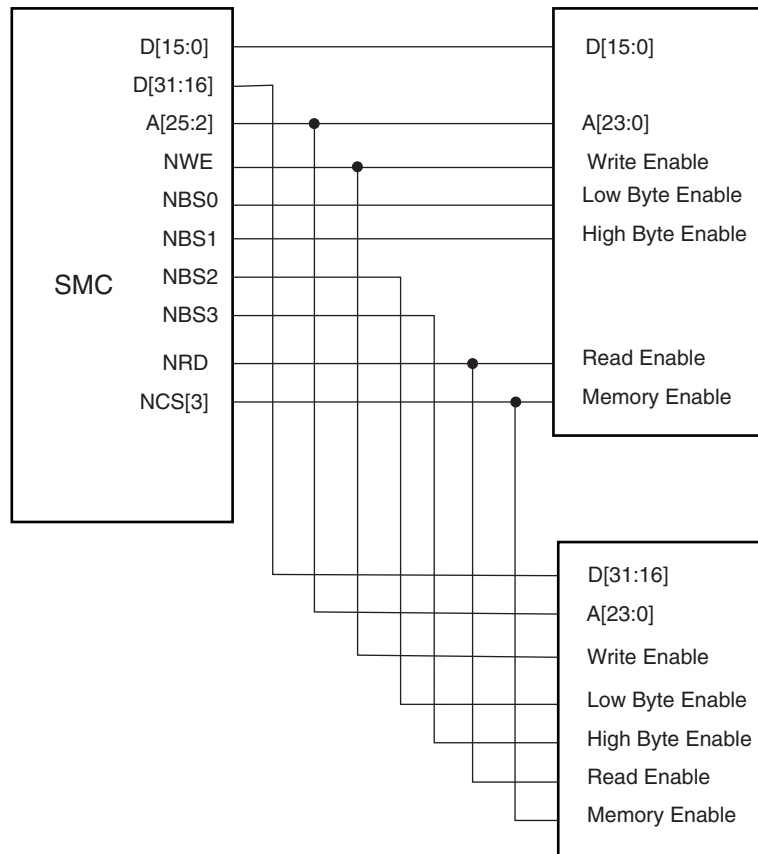 D[15:0]
D[31:16]
A[25:2]
NWE
NBS0
NBS1
NBS2
NBS3
NRD
NCS[3]
SMC
D[15:0]
A[23:0]
Write Enable
Low Byte Enable
High Byte Enable
Read Enable
Memory Enable
D[31:16]
A[23:0]
Write Enable
Low Byte Enable
High Byte Enable
Read Enable
Memory Enable